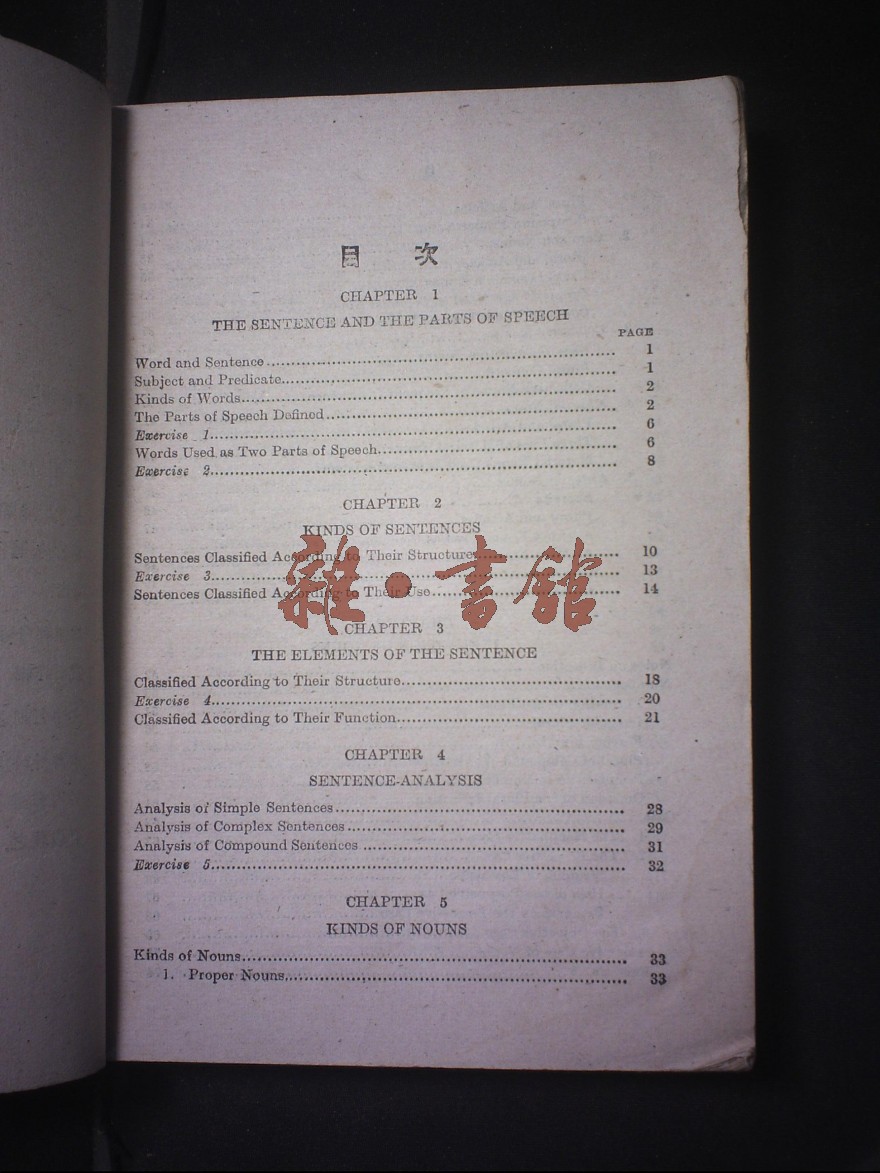 目 次
CHAPTER 1
THE SENTENCE AND THE PARTS OF SPEECH
PAGE
Word and Sentence 1
Subject and Predicate 1
Kinds of Words 2
The Parts of Speech Defined 2
Exercise 1 6
Words Used as Two Parts of Speech 6
Exercise 2 8
CHAPTER 2
KINDS OF SENTENCES
Sentences Classified According to Their Structure 10
Exercise 3 13
Sentences Classified According to Their Use 14
雜·書館
CHAPTER 3
THE ELEMENTS OF THE SENTENCE
Classified According to Their Structure 18
Exercise 4 20
Classified According to Their Function 21
CHAPTER 4
SENTENCE-ANALYSIS
Analysis of Simple Sentences 28
Analysis of Complex Sentences 29
Analysis of Compound Sentences 31
Exercise 5 32
CHAPTER 5
KINDS OF NOUNS
Kinds of Nouns 33
1. Proper Nouns 33